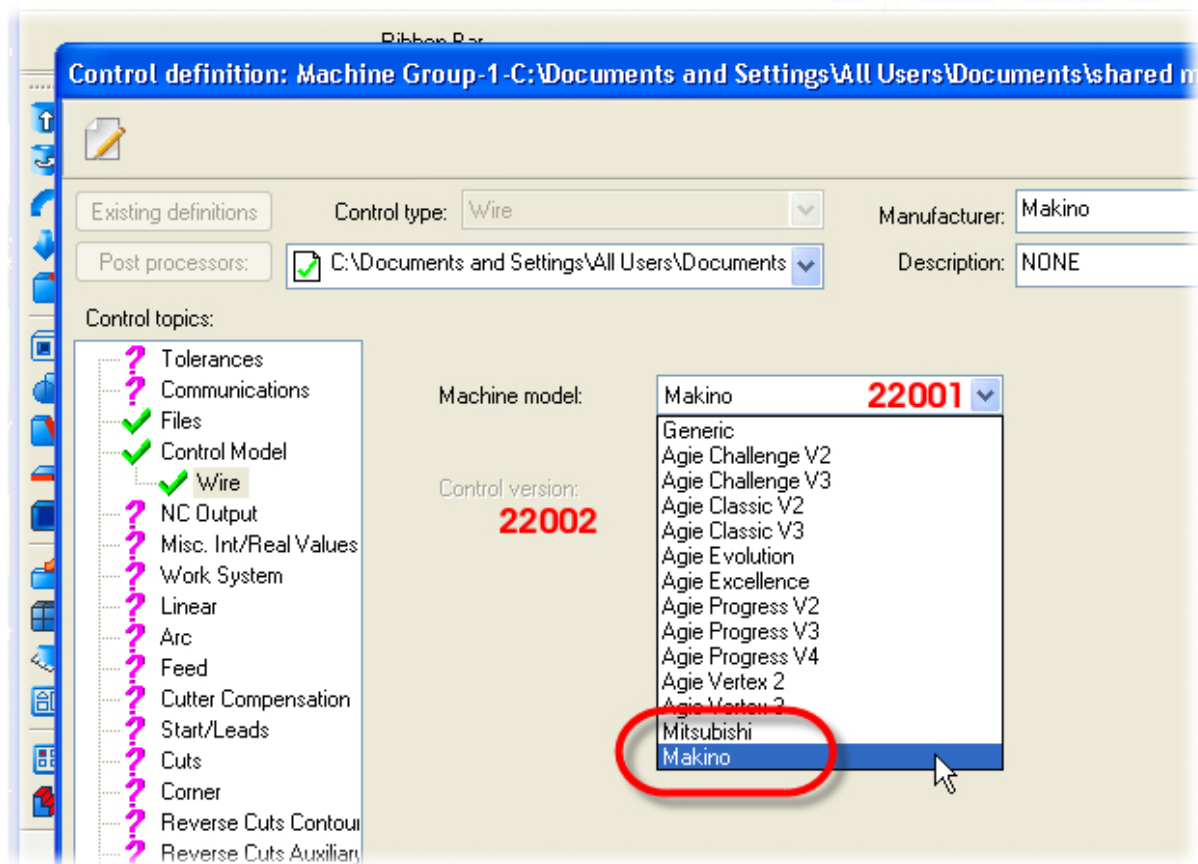 Ribbon Bar
Control definition: Machine Group-1-C:\Documents and Settings\All Users\Documents\shared m
Existing definitions
Control type: Wire
Manufacturer: Makino
Post processors:
C:\Documents and Settings\All Users\Documents
Description: NONE
Control topics:
Tolerances
Communications
Files
Control Model
Wire
NC Output
Misc. Int/Real Values
Work System
Linear
Arc
Feed
Cutter Compensation
Start/Leads
Cuts
Corner
Reverse Cuts Contour
Reverse Cuts Auxiliary
Machine model: Makino 22001
Control version:
22002
Generic
Agie Challenge V2
Agie Challenge V3
Agie Classic V2
Agie Classic V3
Agie Evolution
Agie Excellence
Agie Progress V2
Agie Progress V3
Agie Progress V4
Agie Vertex 2
Agie Vertex 3
Mitsubishi
Makino